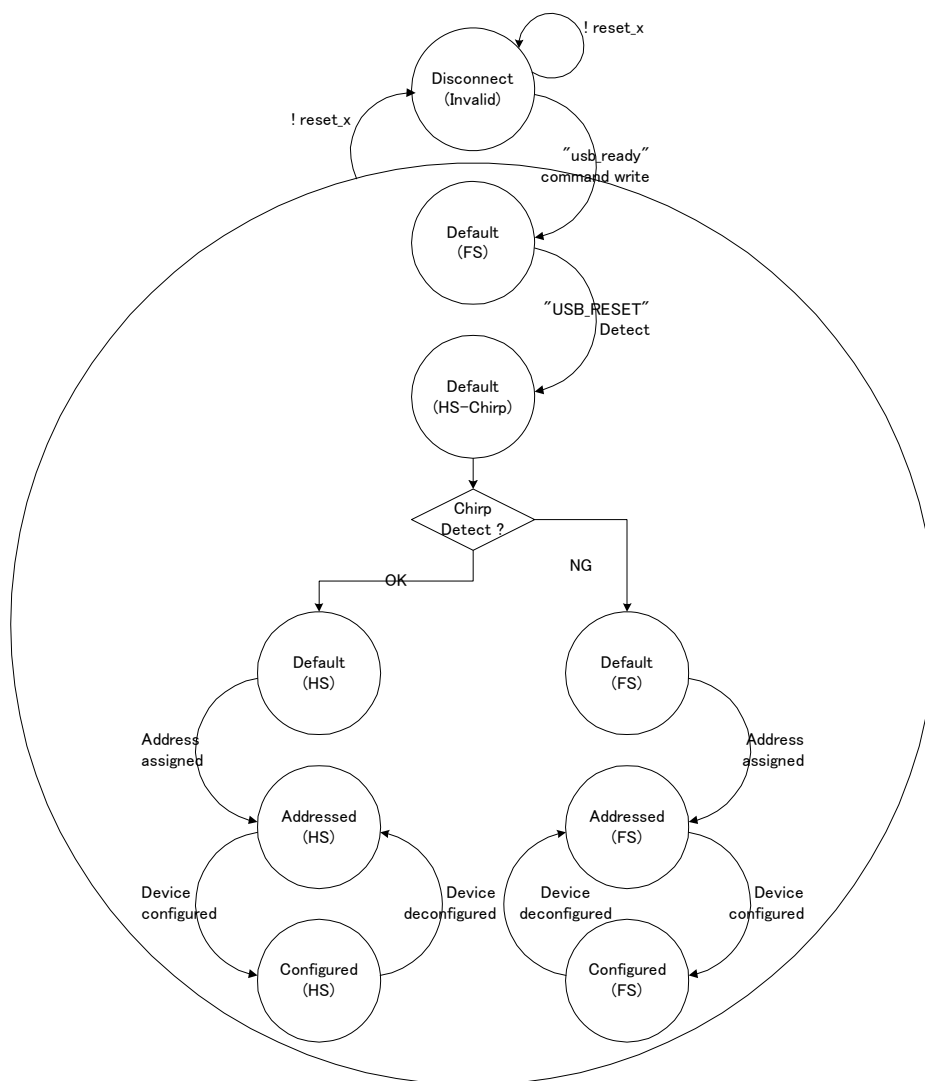 ! reset_x
Disconnect
(Invalid)
! reset_x
"usb_ready"
command write
Default
(FS)
"USB_RESET"
Detect
Default
(HS-Chirp)
Chirp
Detect ?
OK
NG
Default
(HS)
Default
(FS)
Address
assigned
Address
assigned
Addressed
(HS)
Addressed
(FS)
Device
configured
Device
deconfigured
Device
deconfigured
Device
configured
Configured
(HS)
Configured
(FS)